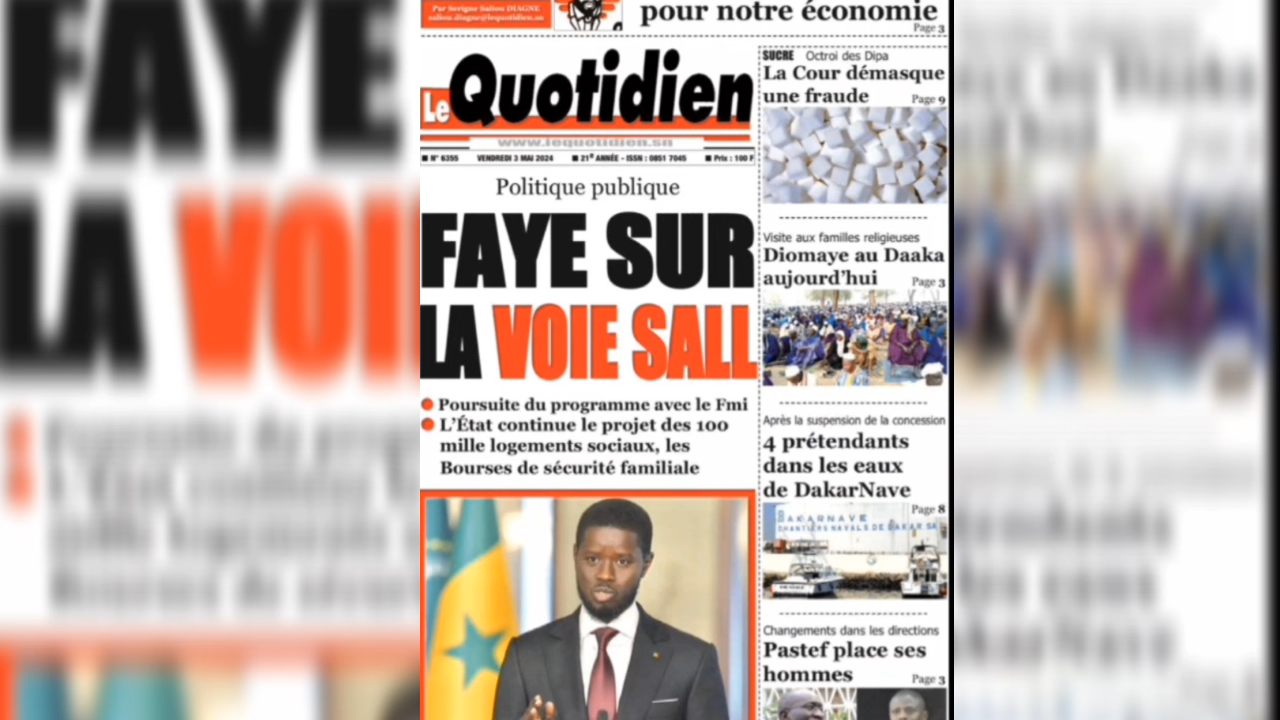 Par Serigne Saliou DIAGNE
saliou.diagne@lequotidien.sn
pour notre économie
Page 3
Le Quotidien
www.lequotidien.sn
N° 6355 VENDREDI 3 MAI 2024 21e ANNÉE - ISSN : 0851 7045 Prix : 100 F
Politique publique
FAYE SUR
LA VOIE SALL
Poursuite du programme avec le Fmi
L'État continue le projet des 100
mille logements sociaux, les
Bourses de sécurité familiale
SUCRE Octroi des Dipa
La Cour démasque
une fraude
Page 9
Visite aux familles religieuses
Diomaye au Daaka
aujourd'hui
Page 3
Après la suspension de la concession
4 prétendants
dans les eaux
de DakarNave
Page 8
DAKARNAVE
CHANTIERS NAVALS DE DAKAR SA
Changements dans les directions
Pastef place ses
hommes
Page 3